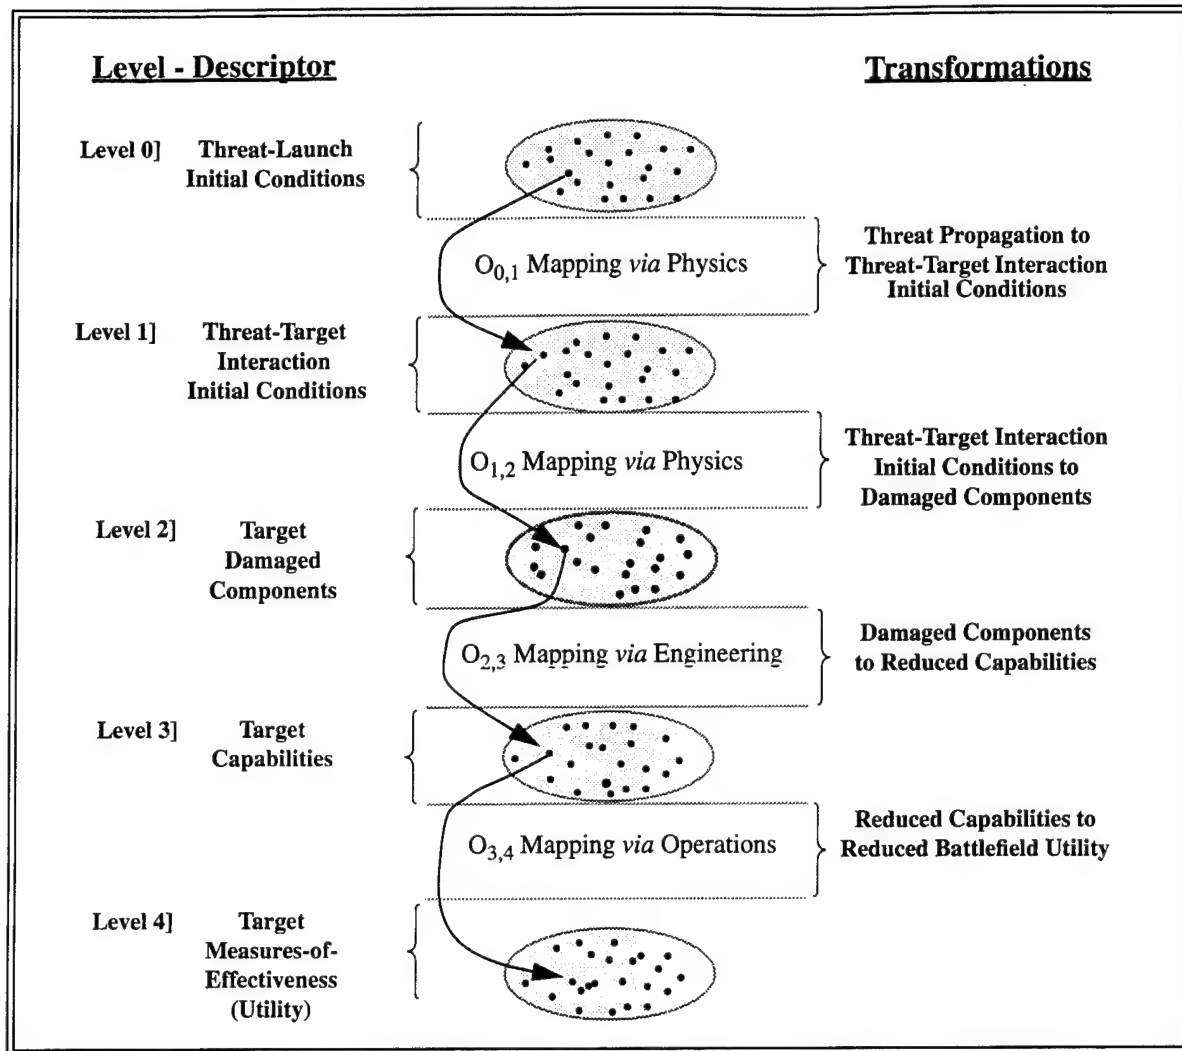 Level - Descriptor
Transformations
Level 0]
Threat-Launch
Initial Conditions
O0,1 Mapping via Physics
Threat Propagation to
Threat-Target Interaction
Initial Conditions
Level 1]
Threat-Target
Interaction
Initial Conditions
O1,2 Mapping via Physics
Threat-Target Interaction
Initial Conditions to
Damaged Components
Level 2]
Target
Damaged
Components
O2,3 Mapping via Engineering
Damaged Components
to Reduced Capabilities
Level 3]
Target
Capabilities
O3,4 Mapping via Operations
Reduced Capabilities to
Reduced Battlefield Utility
Level 4]
Target
Measures-of-
Effectiveness
(Utility)